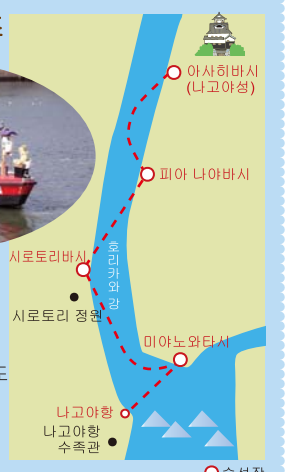 아사히바시
(나고야성)
피아 나야바시
호리카와 강
시로토리바시
시로토리 정원
미야노와타시
나고야항
나고야항
수족관